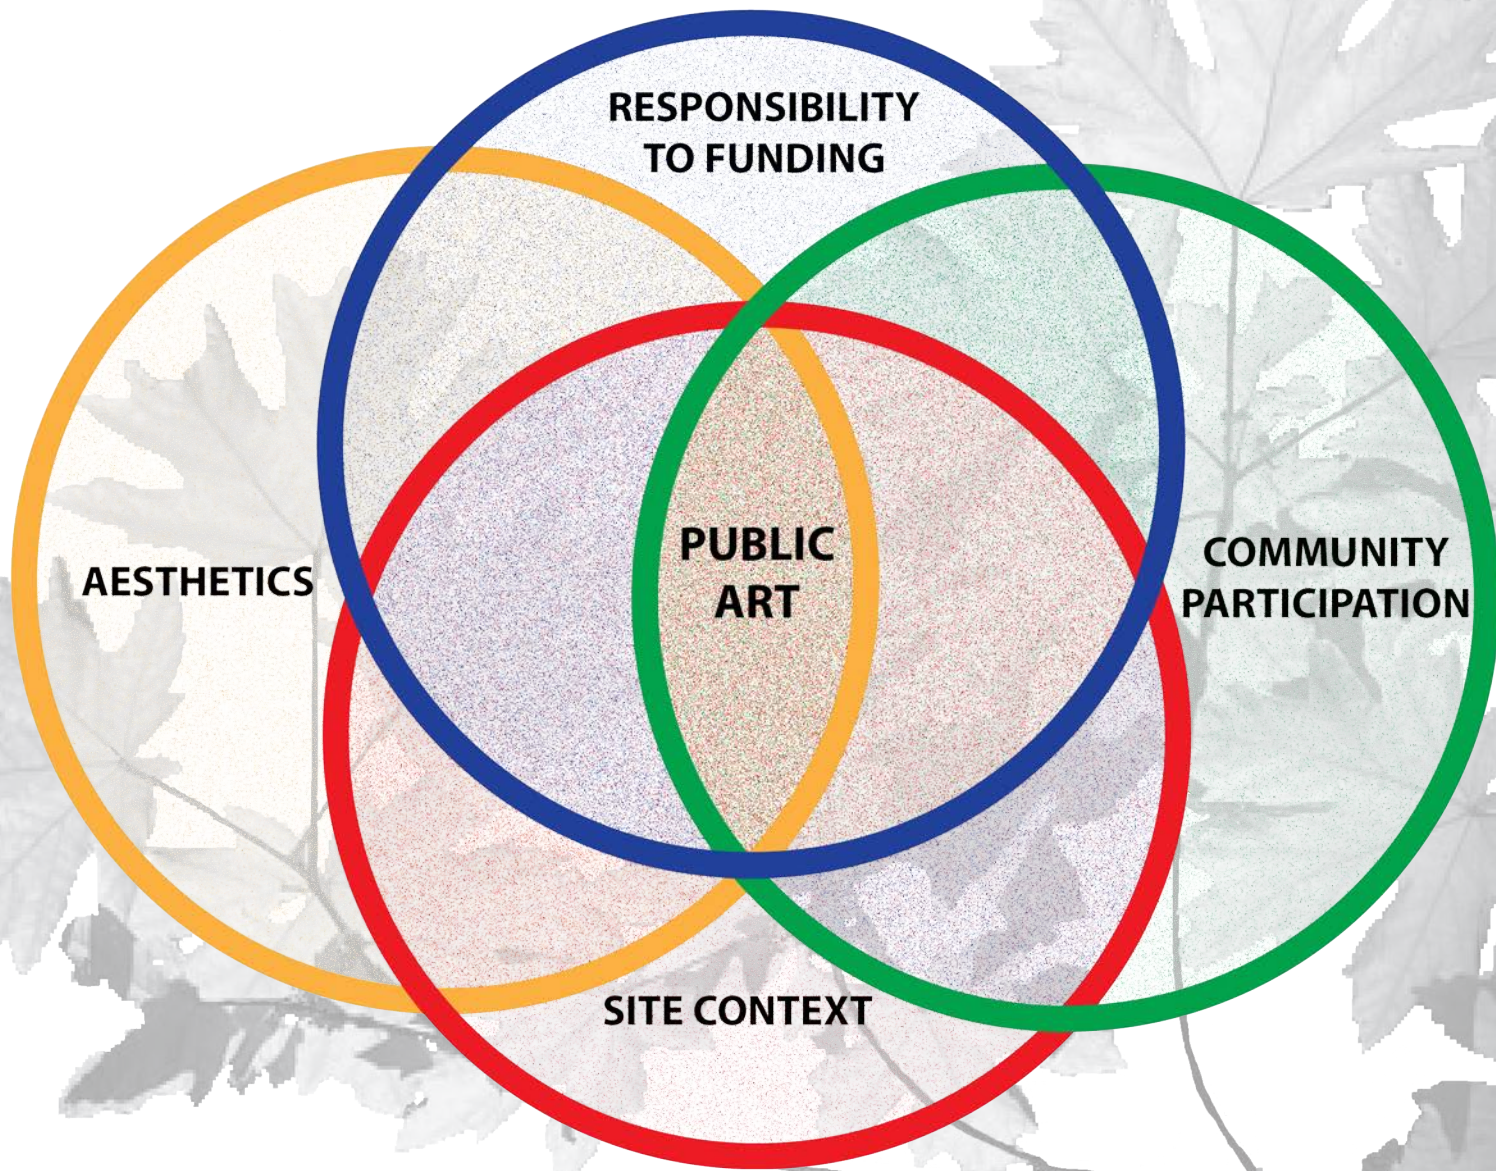 RESPONSIBILITY
TO FUNDING
AESTHETICS
PUBLIC
ART
COMMUNITY
PARTICIPATION
SITE CONTEXT